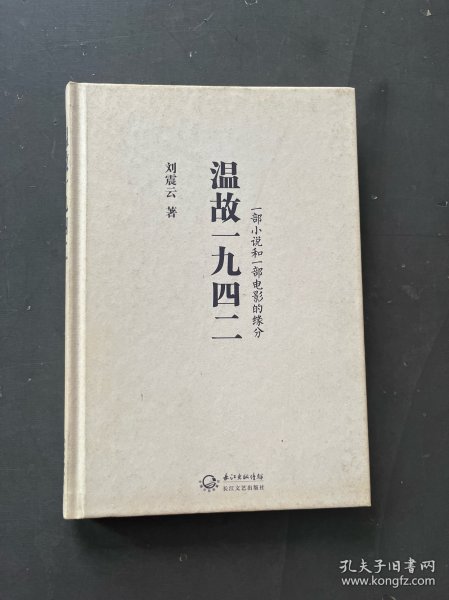 一部小说和一部电影的缘分
温故一九四二
刘震云 著
长江出版传媒
长江文艺出版社
孔夫子旧书网
www.kongfz.com